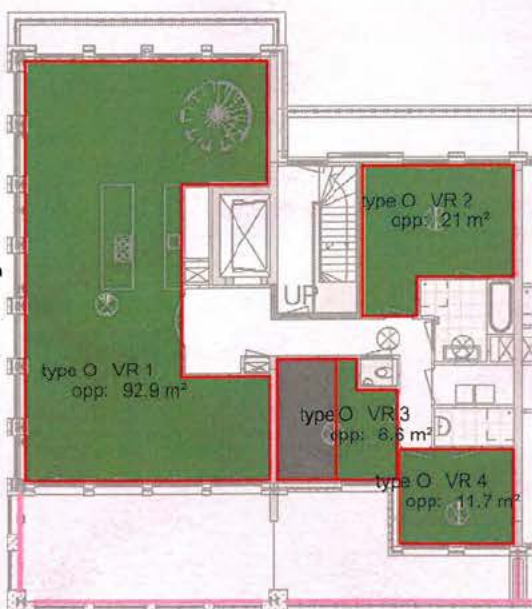 type O VR 2
opp: 21 m²
UP
type O VR 1
opp: 92.9 m²
type O VR 3
opp: 6.6 m²
type O VR 4
opp: 11.7 m²